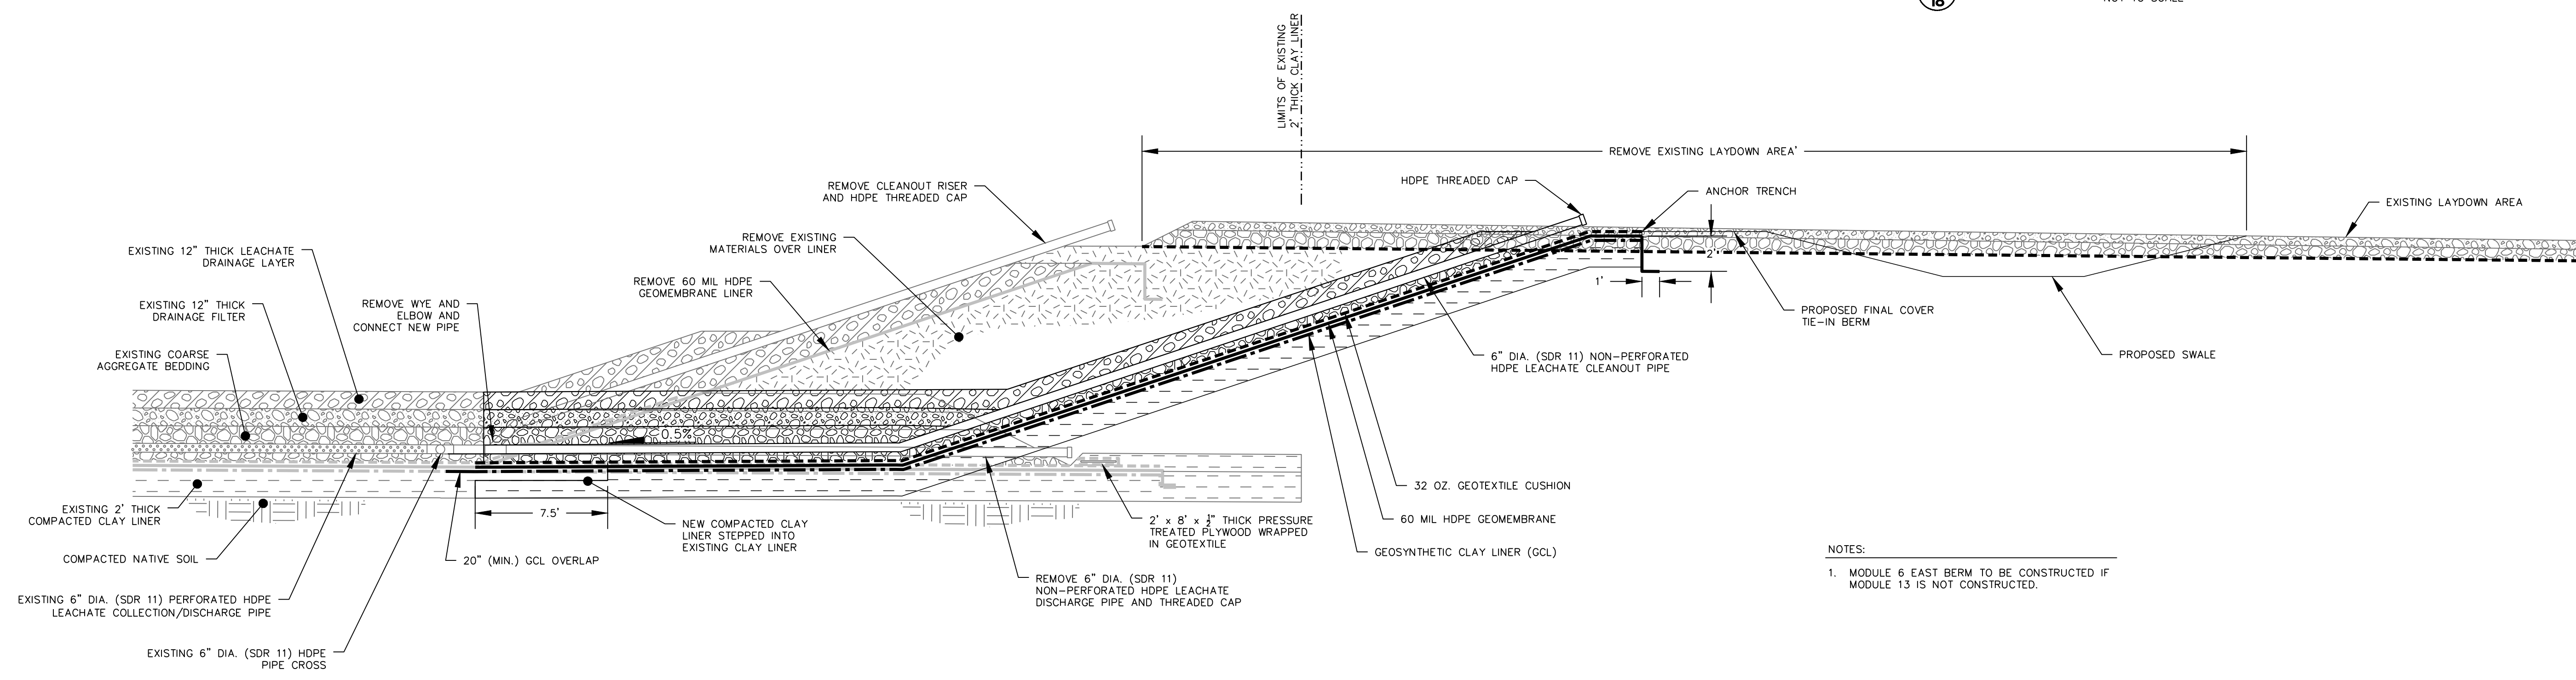 18
NOT TO SCALE
LIMITS OF EXISTING
2' THICK CLAY LINER
REMOVE EXISTING LAYDOWN AREA'
REMOVE CLEANOUT RISER
AND HDPE THREADED CAP
HDPE THREADED CAP
ANCHOR TRENCH
EXISTING LAYDOWN AREA
REMOVE EXISTING
MATERIALS OVER LINER
EXISTING 12" THICK LEACHATE
DRAINAGE LAYER
REMOVE 60 MIL HDPE
GEOMEMBRANE LINER
2'
1'
EXISTING 12" THICK
DRAINAGE FILTER
REMOVE WYE AND
ELBOW AND
CONNECT NEW PIPE
PROPOSED FINAL COVER
TIE-IN BERM
EXISTING COARSE
AGGREGATE BEDDING
6" DIA. (SDR 11) NON-PERFORATED
HDPE LEACHATE CLEANOUT PIPE
PROPOSED SWALE
0.5%
EXISTING 2' THICK
COMPACTED CLAY LINER
7.5'
NEW COMPACTED CLAY
LINER STEPPED INTO
EXISTING CLAY LINER
2' x 8' x ½" THICK PRESSURE
TREATED PLYWOOD WRAPPED
IN GEOTEXTILE
32 OZ. GEOTEXTILE CUSHION
60 MIL HDPE GEOMEMBRANE
GEOSYNTHETIC CLAY LINER (GCL)
COMPACTED NATIVE SOIL
20" (MIN.) GCL OVERLAP
REMOVE 6" DIA. (SDR 11)
NON-PERFORATED HDPE LEACHATE
DISCHARGE PIPE AND THREADED CAP
EXISTING 6" DIA. (SDR 11) PERFORATED HDPE
LEACHATE COLLECTION/DISCHARGE PIPE
EXISTING 6" DIA. (SDR 11) HDPE
PIPE CROSS
NOTES:
1. MODULE 6 EAST BERM TO BE CONSTRUCTED IF
MODULE 13 IS NOT CONSTRUCTED.